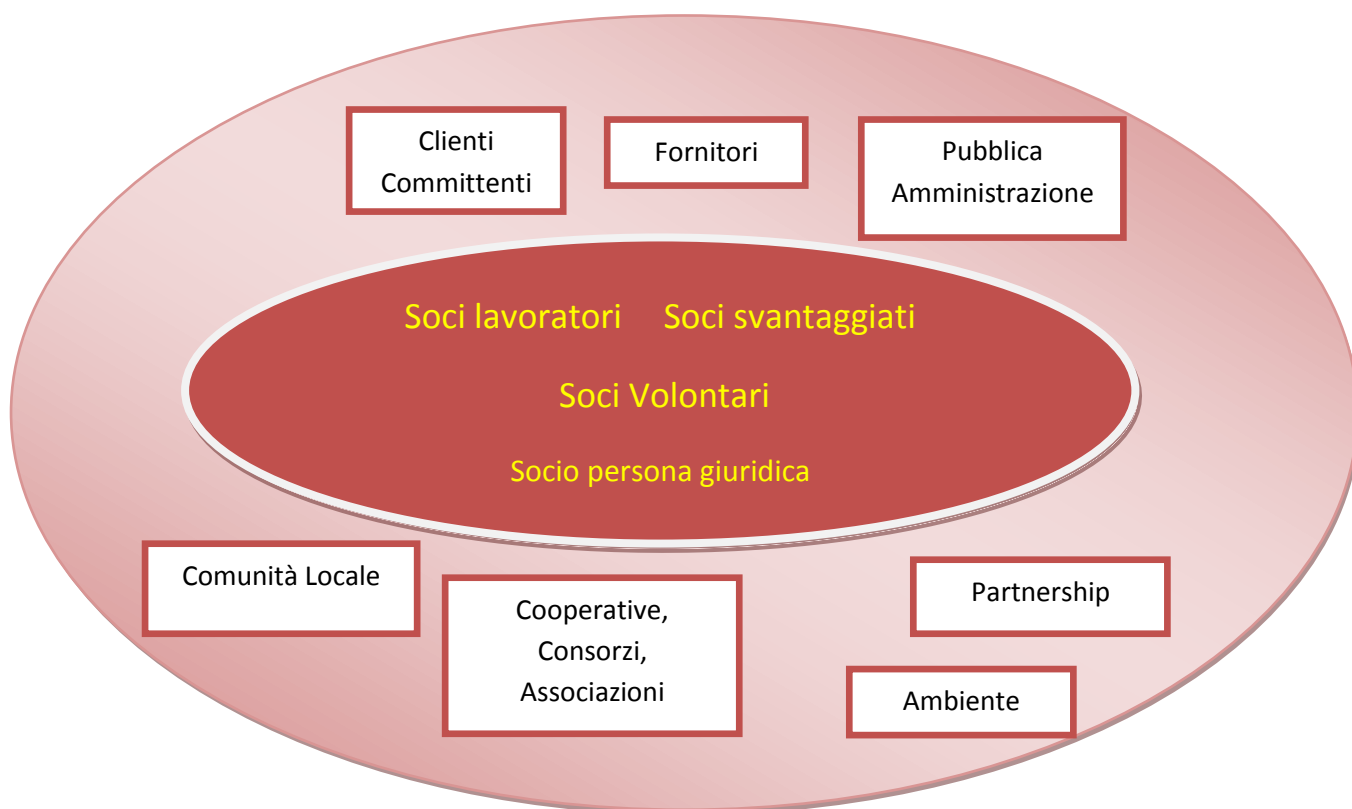 Clienti
Committenti
Fornitori
Pubblica
Amministrazione
Soci lavoratori Soci svantaggiati
Soci Volontari
Socio persona giuridica
Comunità Locale
Cooperative,
Consorzi,
Associazioni
Partnership
Ambiente